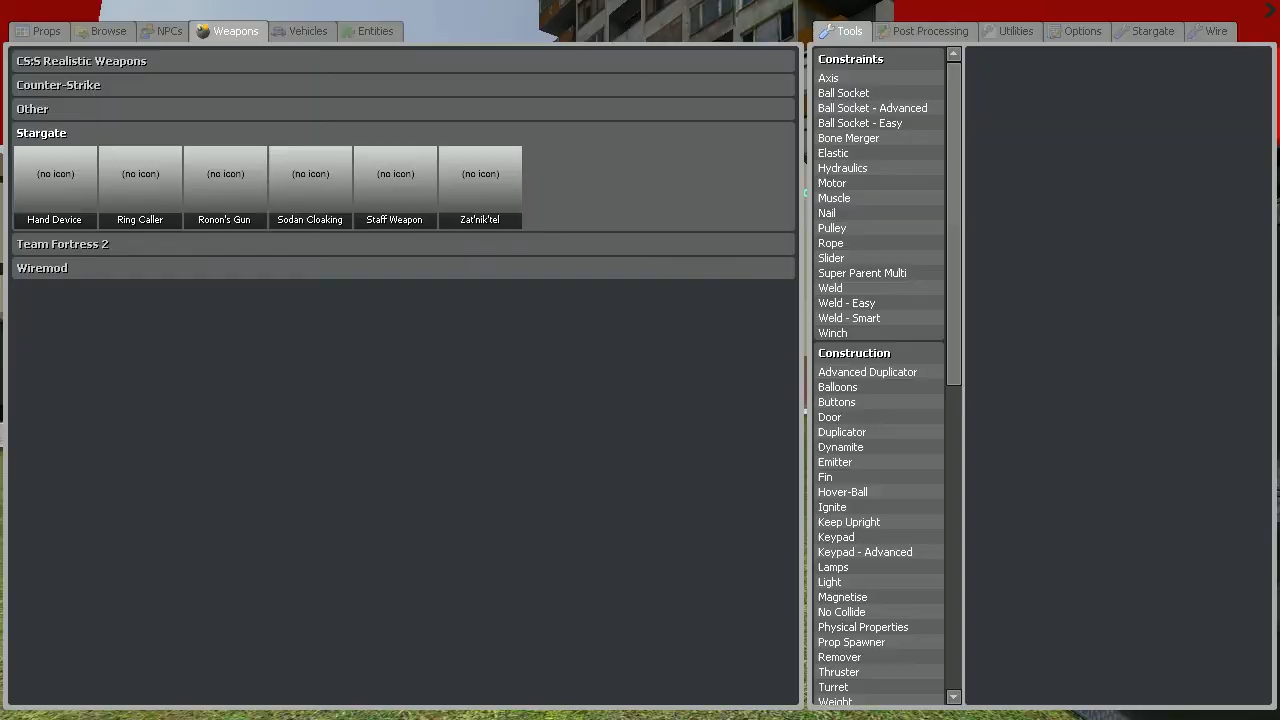 Props
Browse
NPCs
Weapons
Vehicles
Entities
Tools
Post Processing
Utilities
Options
Stargate
Wire
CS:S Realistic Weapons
Counter-Strike
Other
Stargate
(no icon)
(no icon)
(no icon)
(no icon)
(no icon)
(no icon)
Hand Device
Ring Caller
Ronon's Gun
Sodan Cloaking
Staff Weapon
Zat'nik'tel
Team Fortress 2
Wiremod
Constraints
Axis
Ball Socket
Ball Socket - Advanced
Ball Socket - Easy
Bone Merger
Elastic
Hydraulics
Motor
Muscle
Nail
Pulley
Rope
Slider
Super Parent Multi
Weld
Weld - Easy
Weld - Smart
Winch
Construction
Advanced Duplicator
Balloons
Buttons
Door
Duplicator
Dynamite
Emitter
Fin
Hover-Ball
Ignite
Keep Upright
Keypad
Keypad - Advanced
Lamps
Light
Magnetise
No Collide
Physical Properties
Prop Spawner
Remover
Thruster
Turret
Weight